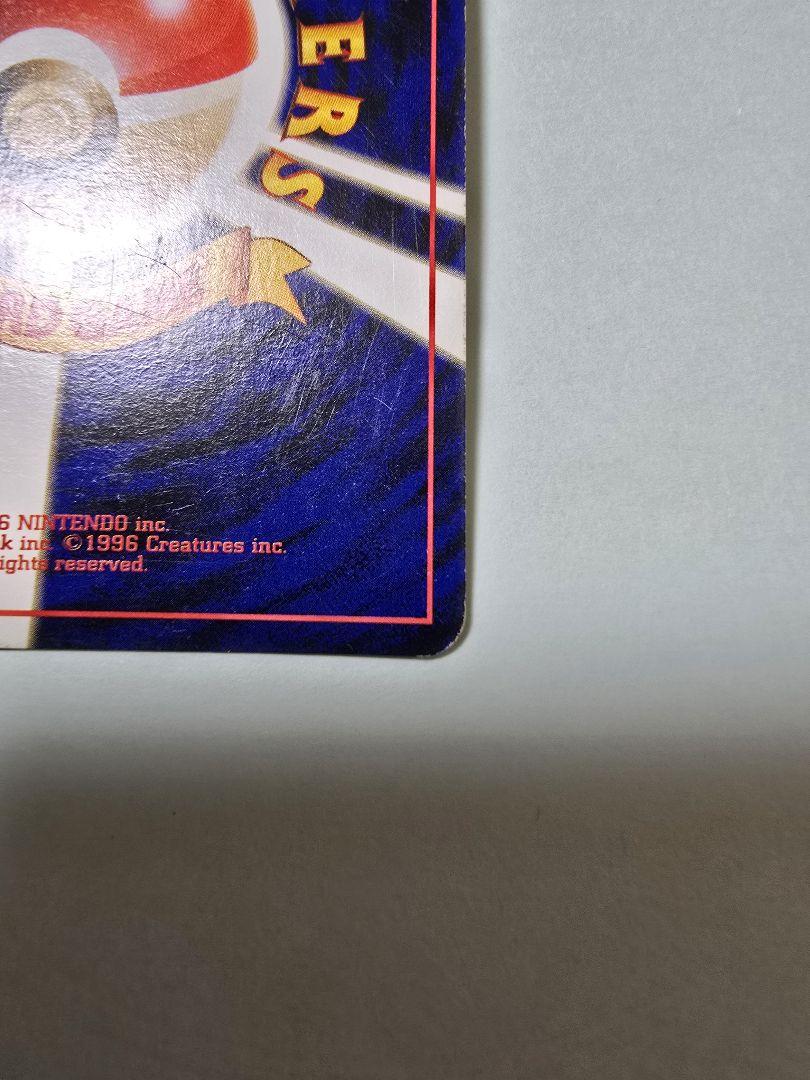 ERS
6 NINTENDO inc.
k inc. ©1996 Creatures inc.
ights reserved.